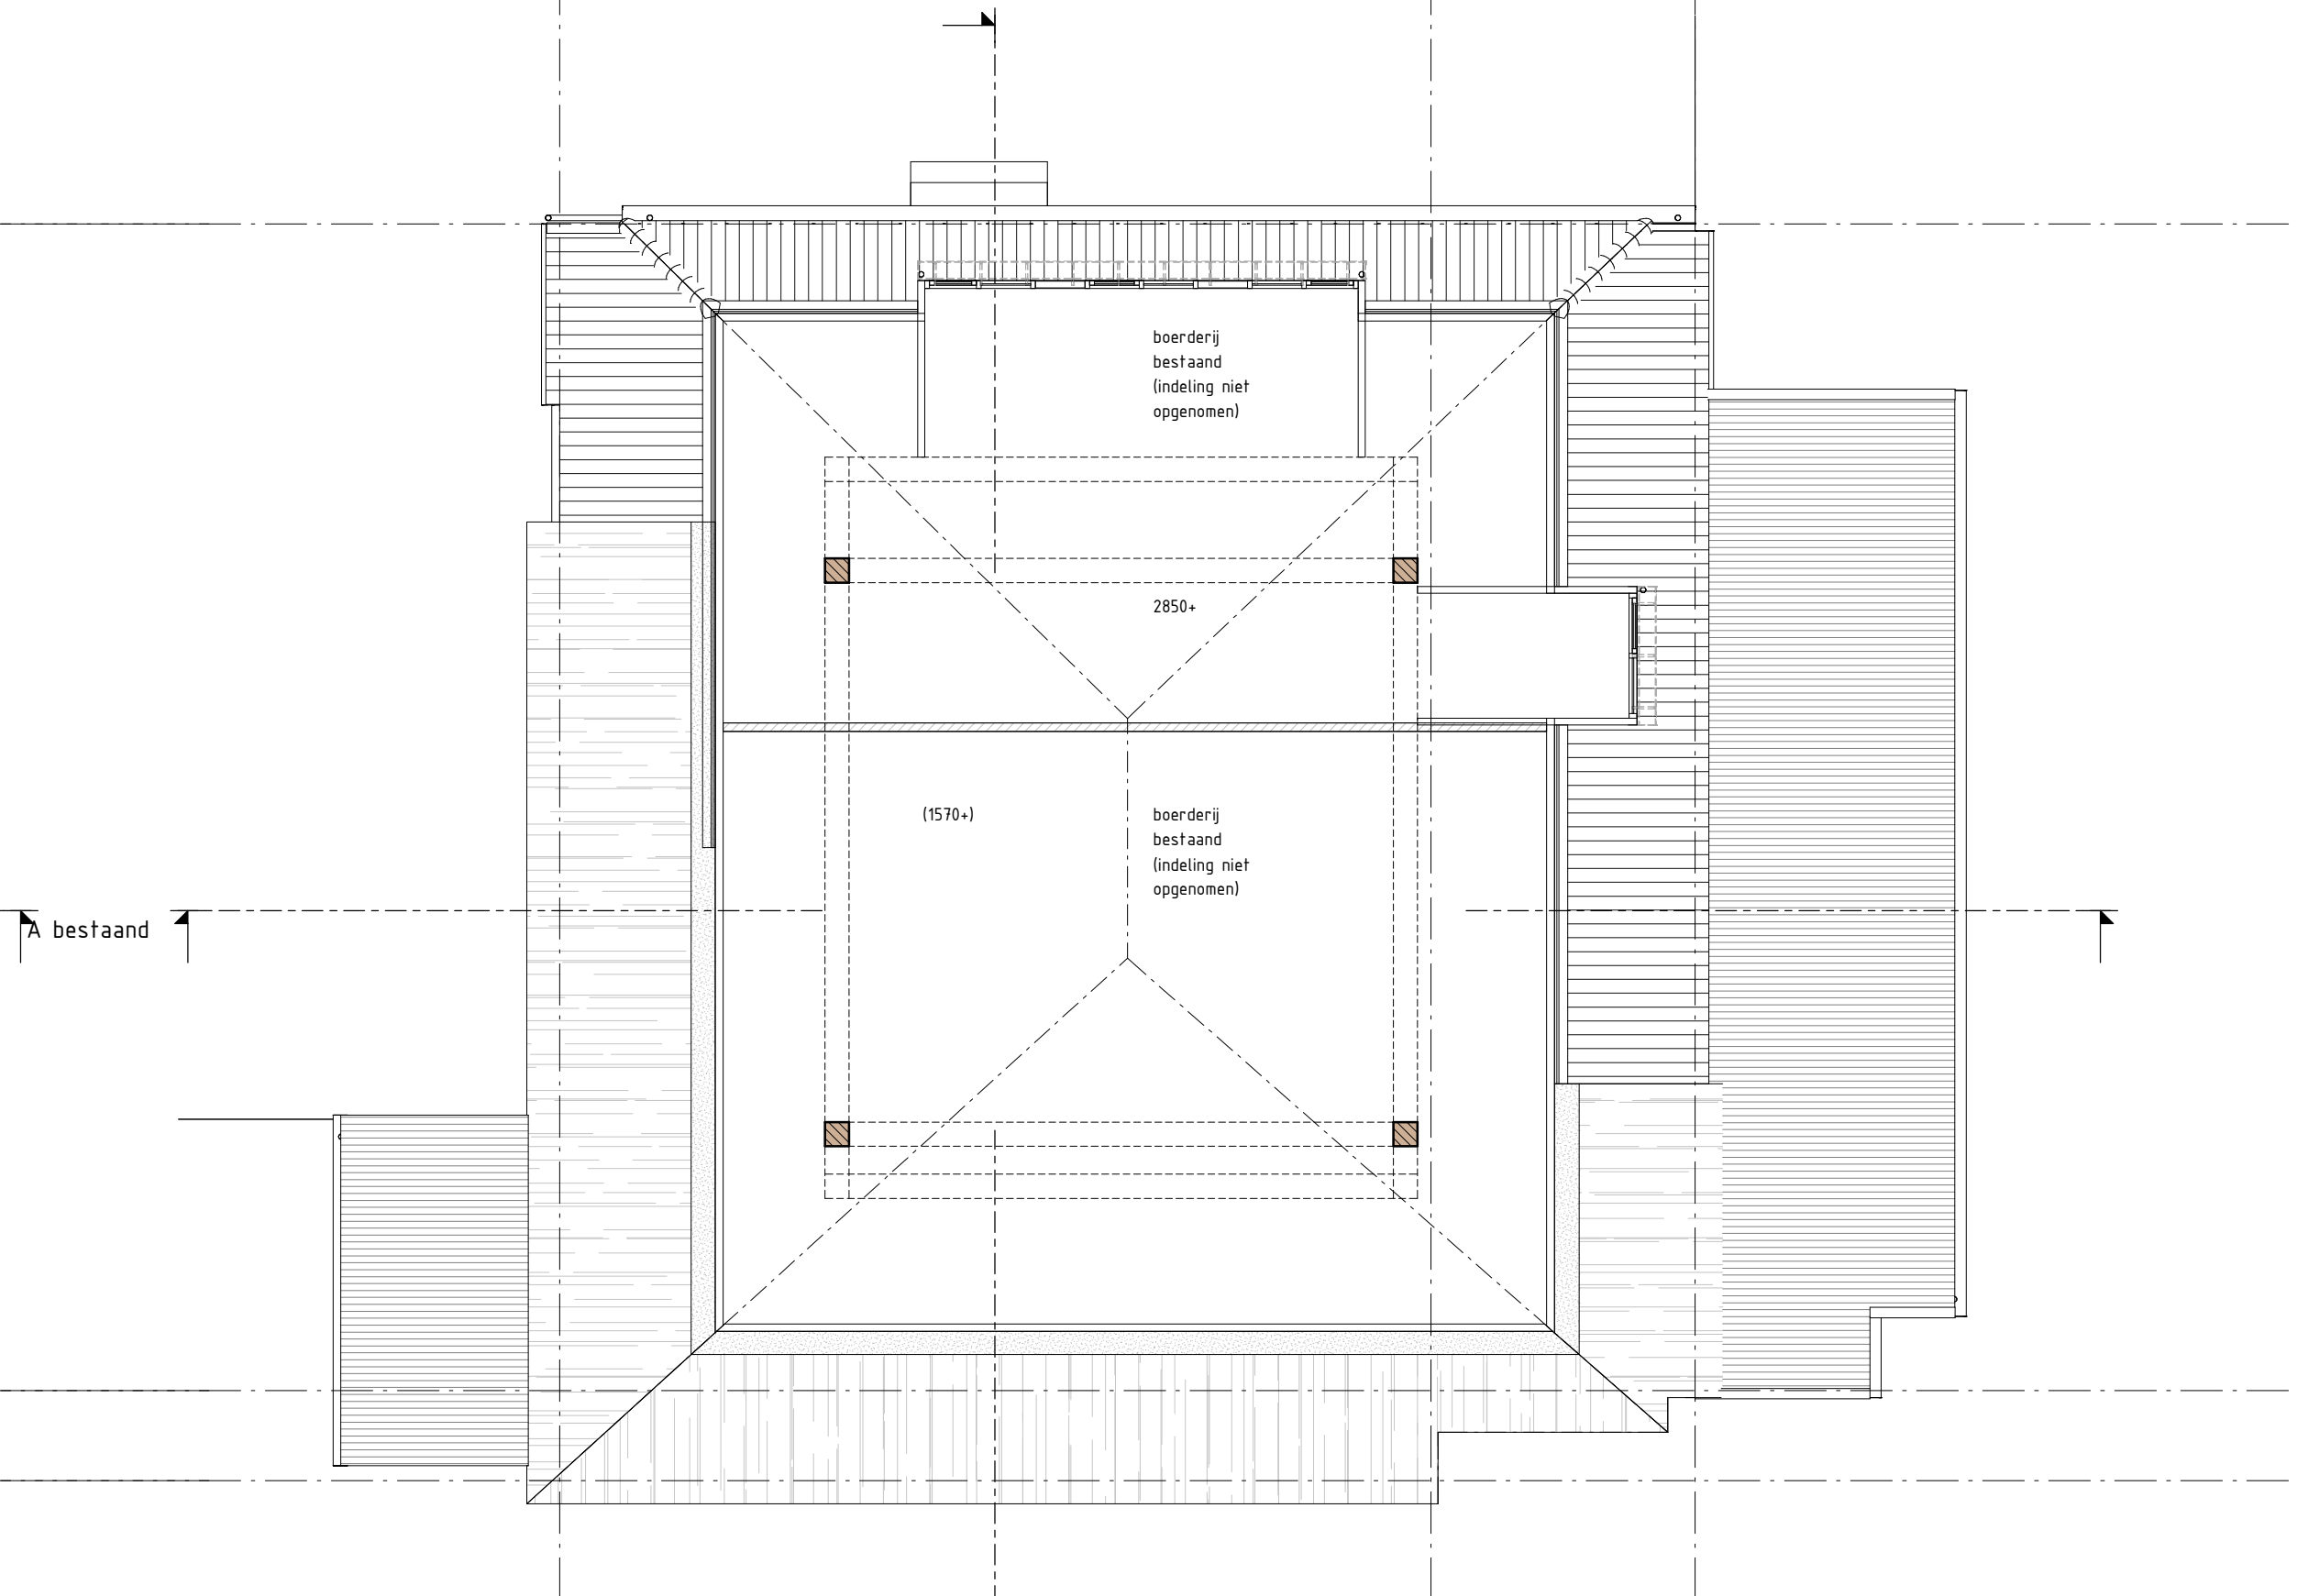 boerderij
bestaand
(indeling niet
opgenomen)
2850+
(1570+)
boerderij
bestaand
(indeling niet
opgenomen)
A bestaand